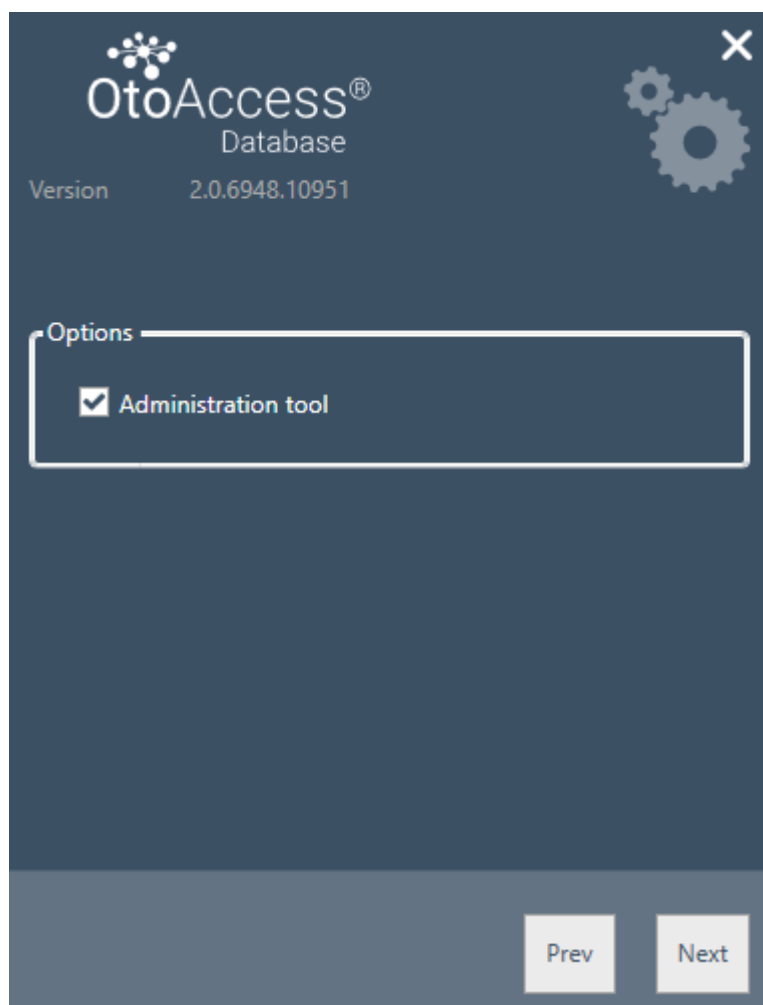 OtoAccess®
Database
Version 2.0.6948.10951
Options
Administration tool
Prev Next